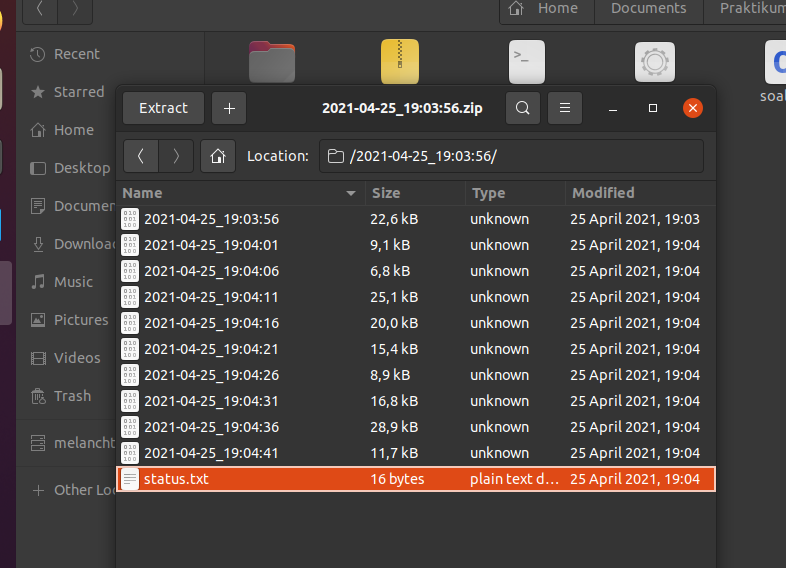 Home Documents Praktikum
Recent
Starred
Home
Desktop
Documen
Downloa
Music
Pictures
Videos
Trash
melancht
Other Loc
soal
Extract 2021-04-25_19:03:56.zip
Location: /2021-04-25_19:03:56/
Name Size Type Modified
2021-04-25_19:03:56 22,6 kB unknown 25 April 2021, 19:03
2021-04-25_19:04:01 9,1 kB unknown 25 April 2021, 19:04
2021-04-25_19:04:06 6,8 kB unknown 25 April 2021, 19:04
2021-04-25_19:04:11 25,1 kB unknown 25 April 2021, 19:04
2021-04-25_19:04:16 20,0 kB unknown 25 April 2021, 19:04
2021-04-25_19:04:21 15,4 kB unknown 25 April 2021, 19:04
2021-04-25_19:04:26 8,9 kB unknown 25 April 2021, 19:04
2021-04-25_19:04:31 16,8 kB unknown 25 April 2021, 19:04
2021-04-25_19:04:36 28,9 kB unknown 25 April 2021, 19:04
2021-04-25_19:04:41 11,7 kB unknown 25 April 2021, 19:04
status.txt 16 bytes plain text d... 25 April 2021, 19:04